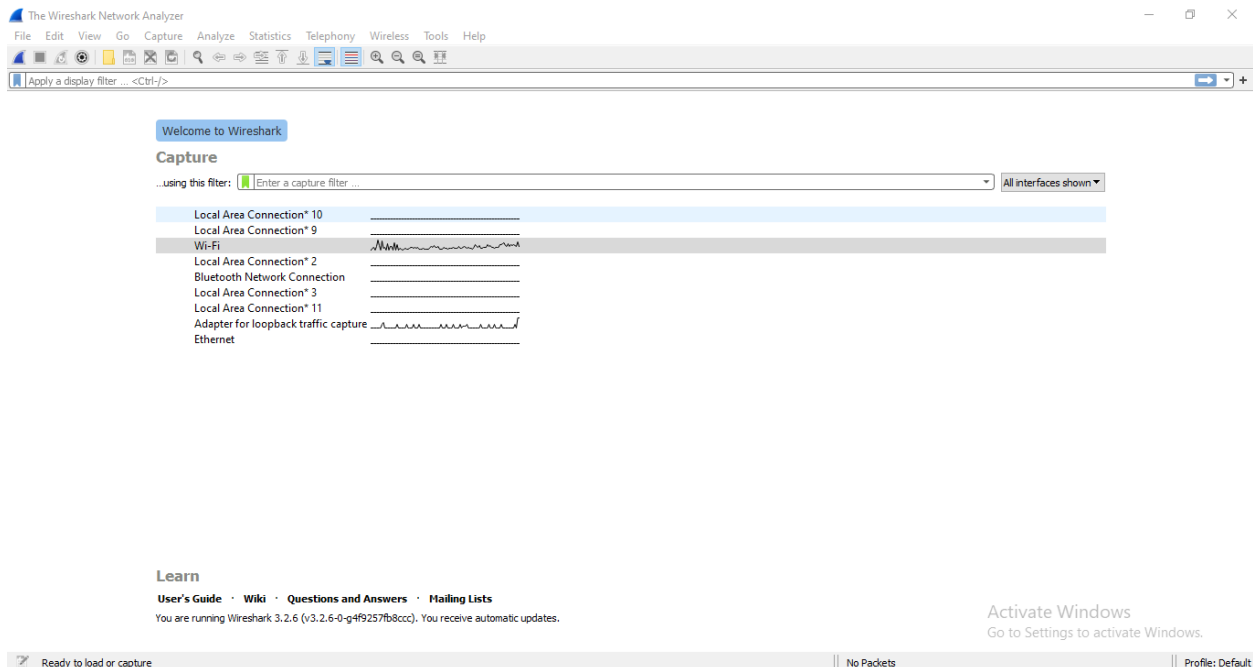 The Wireshark Network Analyzer
File Edit View Go Capture Analyze Statistics Telephony Wireless Tools Help
Apply a display filter ... <Ctrl-/>
+
Welcome to Wireshark
Capture
...using this filter: Enter a capture filter ... All interfaces shown
Local Area Connection* 10
Local Area Connection* 9
Wi-Fi
Local Area Connection* 2
Bluetooth Network Connection
Local Area Connection* 3
Local Area Connection* 11
Adapter for loopback traffic capture
Ethernet
Learn
User's Guide · Wiki · Questions and Answers · Mailing Lists
You are running Wireshark 3.2.6 (v3.2.6-0-g4f9257fb8ccc). You receive automatic updates.
Activate Windows
Go to Settings to activate Windows.
Ready to load or capture No Packets Profile: Default